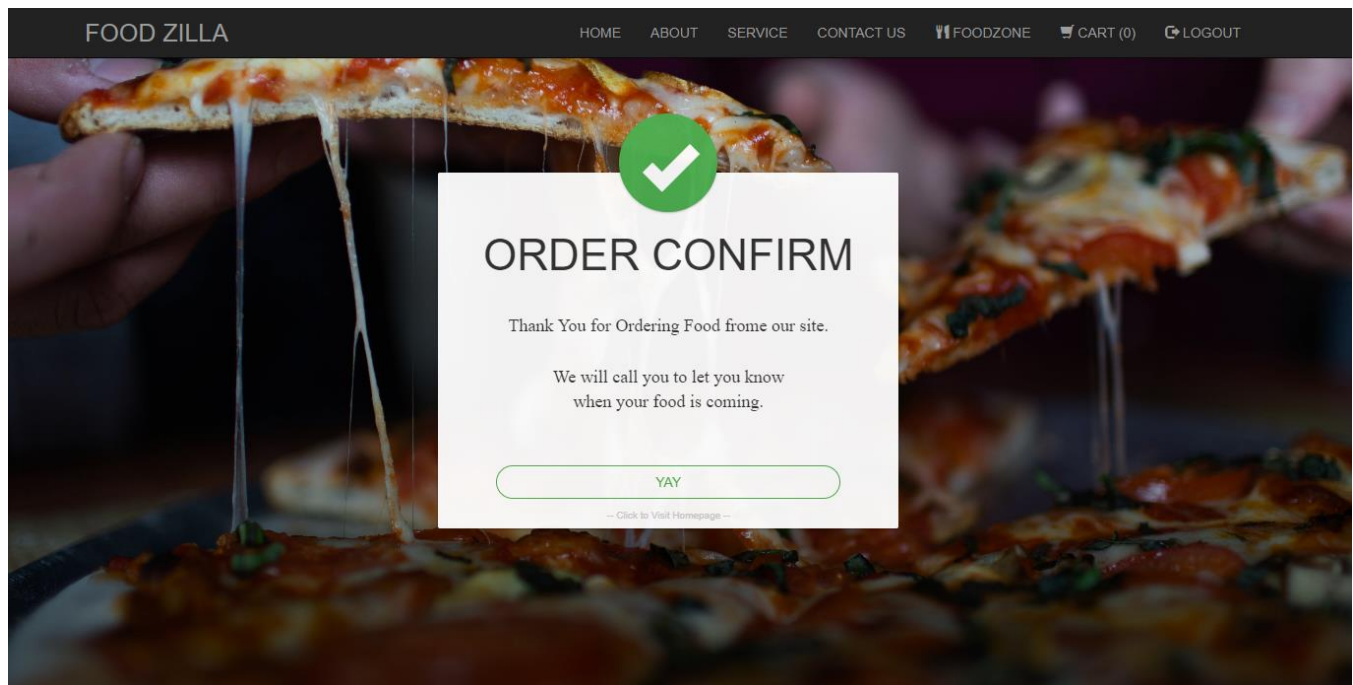 FOOD ZILLA HOME ABOUT SERVICE CONTACT US FOODZONE CART (0) LOGOUT
ORDER CONFIRM
Thank You for Ordering Food frome our site.
We will call you to let you know
when your food is coming.
YAY
-- Click to Visit Homepage --